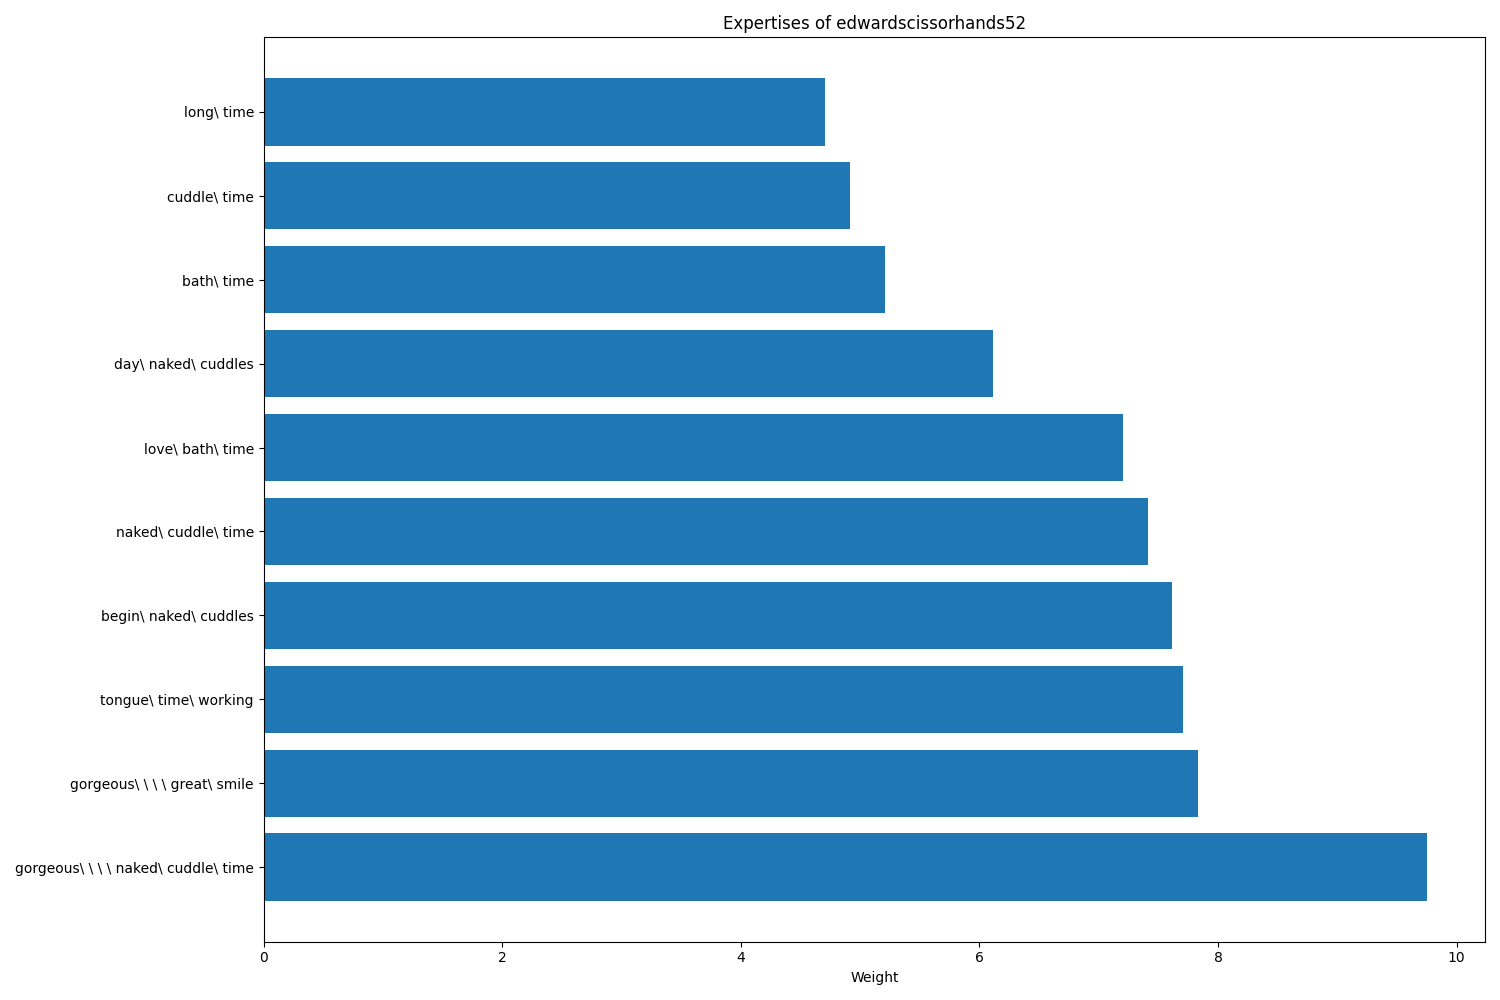 Expertises of edwardscissorhands52
long\ time
cuddle\ time
bath\ time
day\ naked\ cuddles
love\ bath\ time
naked\ cuddle\ time
begin\ naked\ cuddles
tongue\ time\ working
gorgeous\ \ \ \ great\ smile
gorgeous\ \ \ \ naked\ cuddle\ time
0 2 4 6 8 10
Weight